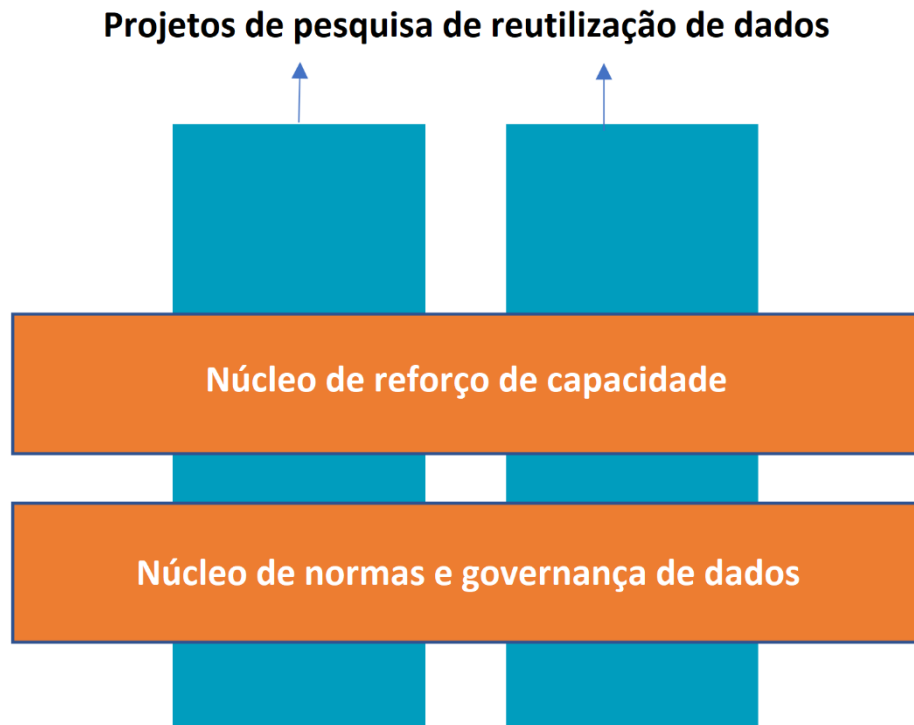 Projetos de pesquisa de reutilização de dados
Núcleo de reforço de capacidade
Núcleo de normas e governança de dados